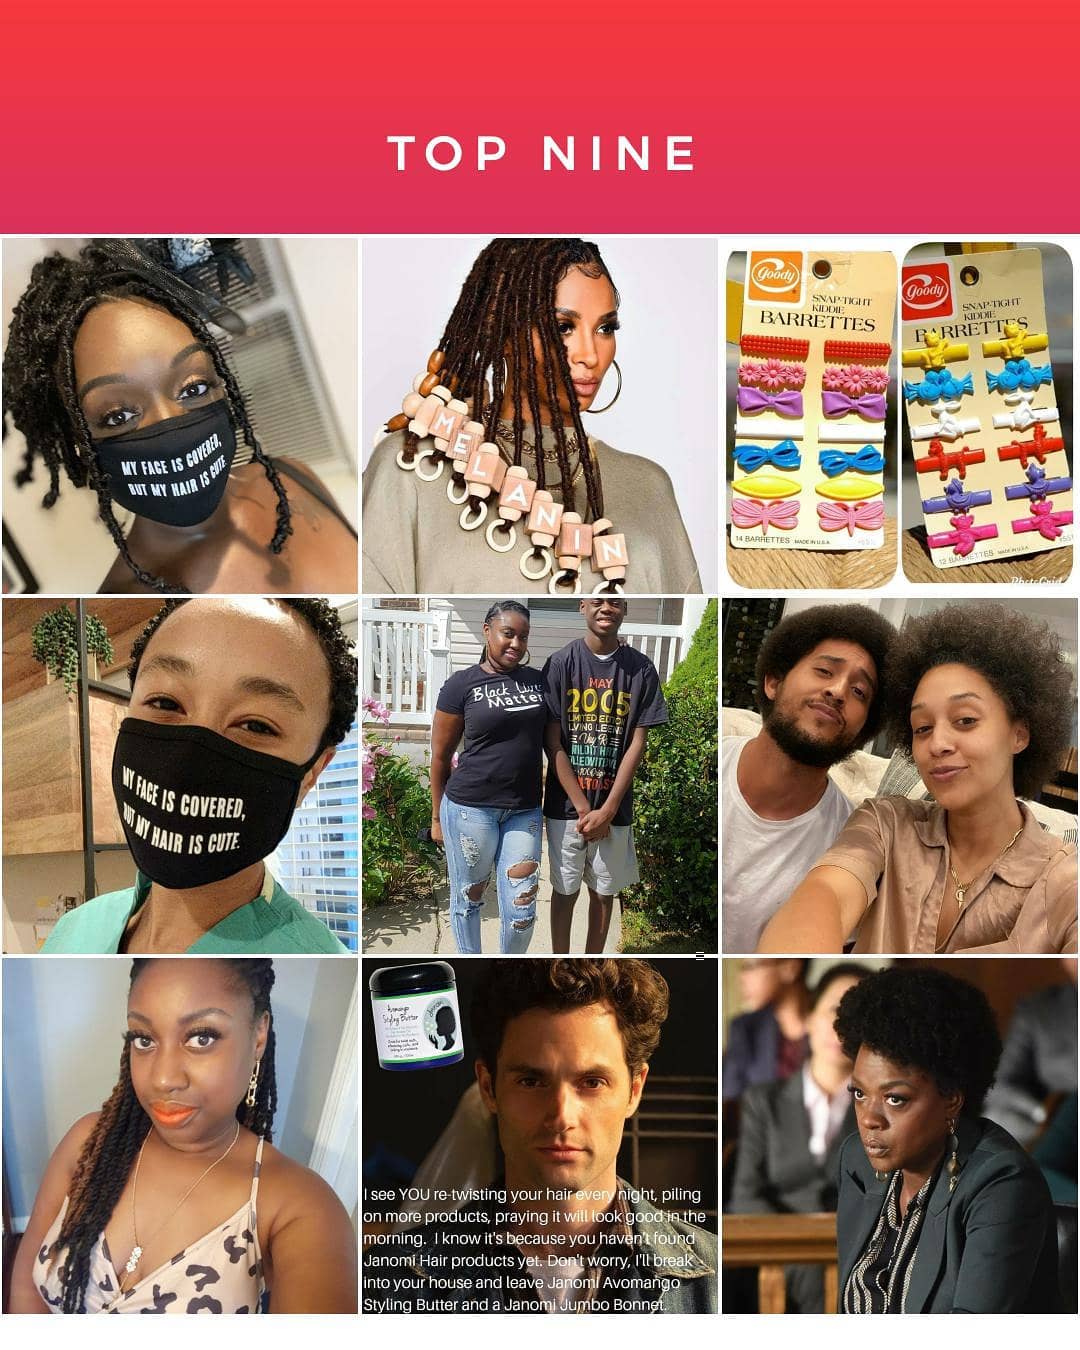 TOP NINE
MY FACE IS COVERED,
BUT MY HAIR IS CUTE.
MELANIN
Goody
SNAP-TIGHT
KIDDIE
BARRETTES
14 BARRETTES MADE IN U.S.A.
Goody
SNAP-TIGHT
KIDDIE
BARRETTES
12 BARRETTES MADE IN U.S.A.
PhotoGrid
MY FACE IS COVERED,
BUT MY HAIR IS CUTE.
Black Lives
Matter
MAY
2005
LIMITED EDITION
LIVING LEGEND
Avomango
Styling Butter
I see YOU re-twisting your hair every night, piling
on more products, praying it will look good in the
morning. I know it's because you haven't found
Janomi Hair products yet. Don't worry, I'll break
into your house and leave Janomi Avomango
Styling Butter and a Janomi Jumbo Bonnet.